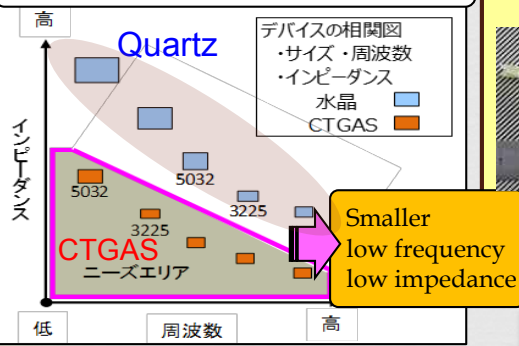 高
Quartz
デバイスの相関図
・サイズ・周波数
・インピーダンス
水晶
CTGAS
インピーダンス
5032
5032
3225
3225
CTGAS
ニーズエリア
Smaller
low frequency
low impedance
低
周波数
高